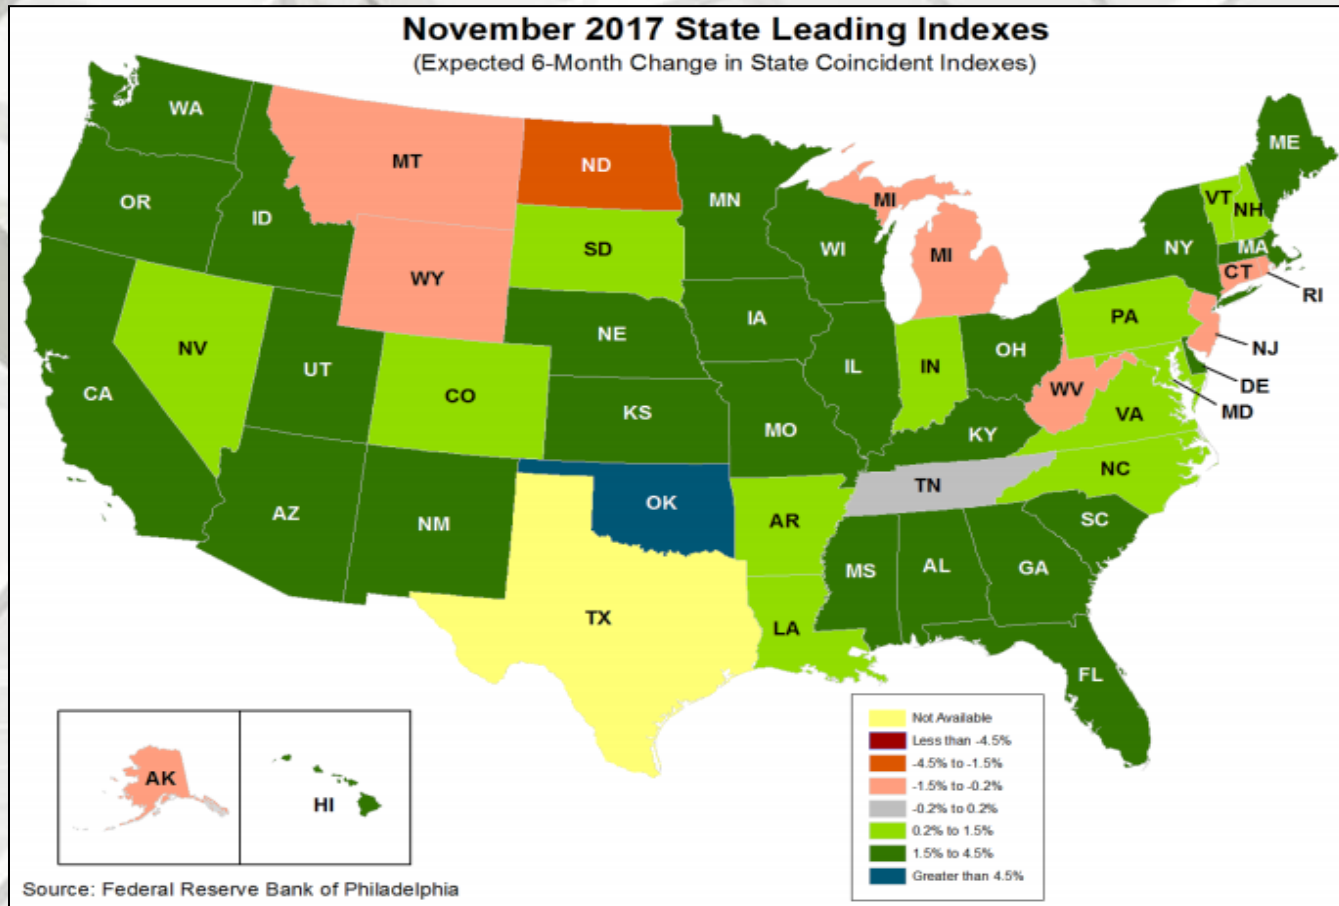 November 2017 State Leading Indexes
(Expected 6-Month Change in State Coincident Indexes)
WA
MT
ND
MN
ME
OR
ID
SD
WI
MI
MI
VT
NH
NY
MA
CT
RI
WY
NE
IA
PA
NJ
NV
UT
CO
IL
IN
OH
DE
CA
KS
MO
WV
MD
KY
VA
AZ
NM
OK
AR
TN
NC
SC
TX
LA
MS
AL
GA
FL
AK
HI
Not Available
Less than -4.5%
-4.5% to -1.5%
-1.5% to -0.2%
-0.2% to 0.2%
0.2% to 1.5%
1.5% to 4.5%
Greater than 4.5%
Source: Federal Reserve Bank of Philadelphia